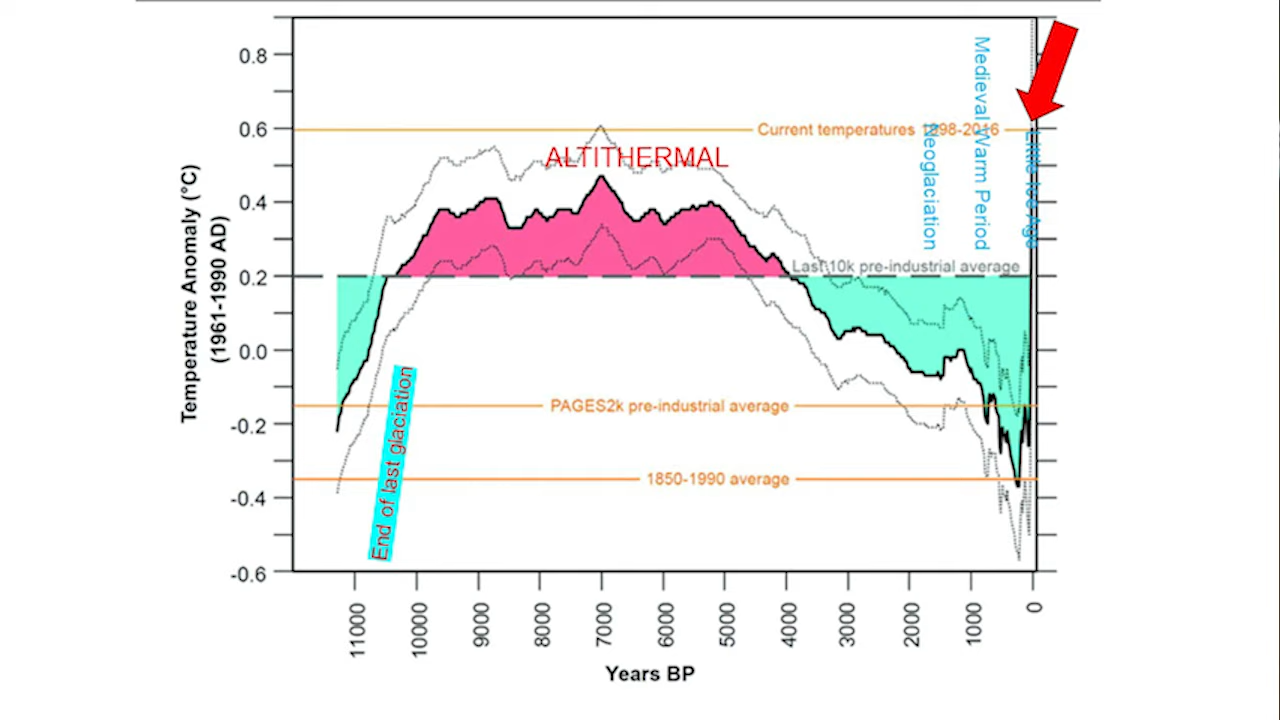 0.8
0.6
0.4
0.2
0.0
-0.2
-0.4
-0.6
Temperature Anomaly (°C)
(1961-1990 AD)
Current temperatures 1998-2016
ALTITHERMAL
Neoglaciation
Medieval Warm Period
Little Ice Age
Last 10k pre-industrial average
PAGES2k pre-industrial average
1850-1990 average
End of last glaciation
11000
10000
9000
8000
7000
6000
5000
4000
3000
2000
1000
0
Years BP